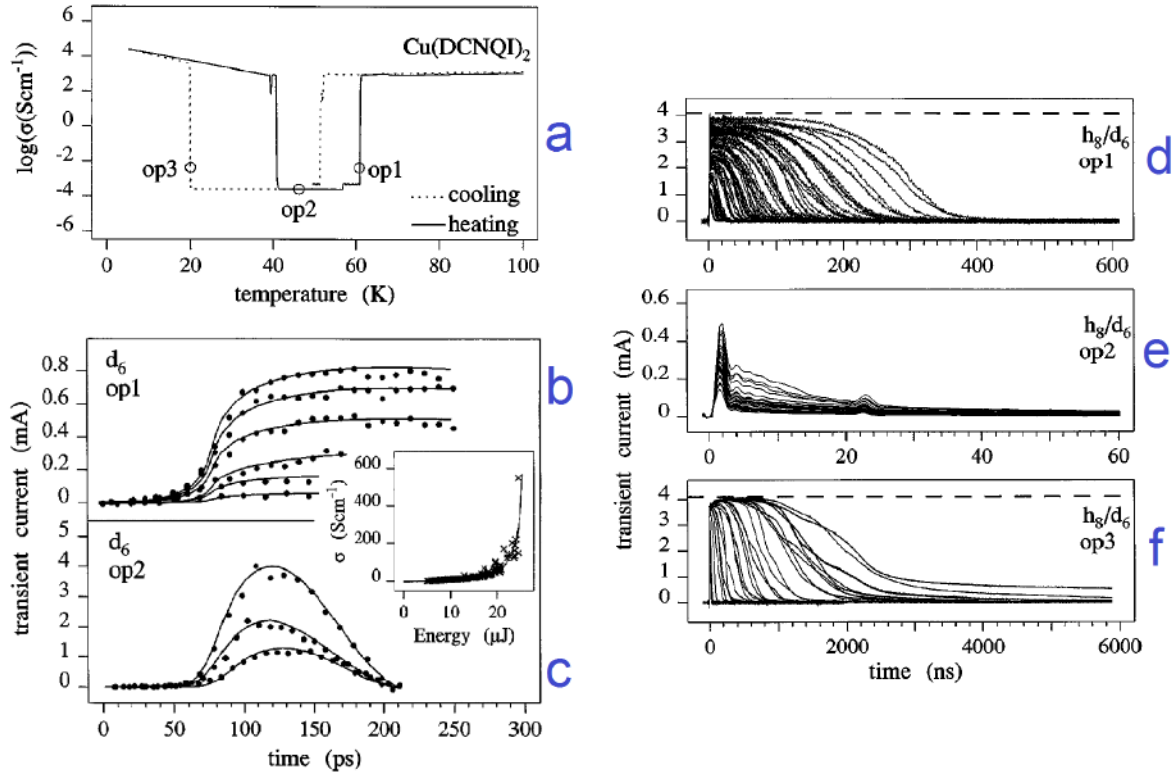 6
4
2
0
-2
-4
-6
log(σ(Scm⁻¹))
Cu(DCNQI)₂
op3
op2
op1
cooling
heating
0 20 40 60 80 100
temperature (K)
a
d₆
op1
0.8
0.6
0.4
0.2
0
b
600
400
200
0
σ (Scm⁻¹)
0 10 20
Energy (μJ)
d₆
op2
5
4
3
2
1
0
transient current (mA)
0 50 100 150 200 250 300
time (ps)
c
4
3
2
1
0
h₈/d₆
op1
0 200 400 600
d
0.6
0.4
0.2
0
h₈/d₆
op2
0 20 40 60
e
4
3
2
1
0
h₈/d₆
op3
transient current (mA)
0 2000 4000 6000
time (ns)
f